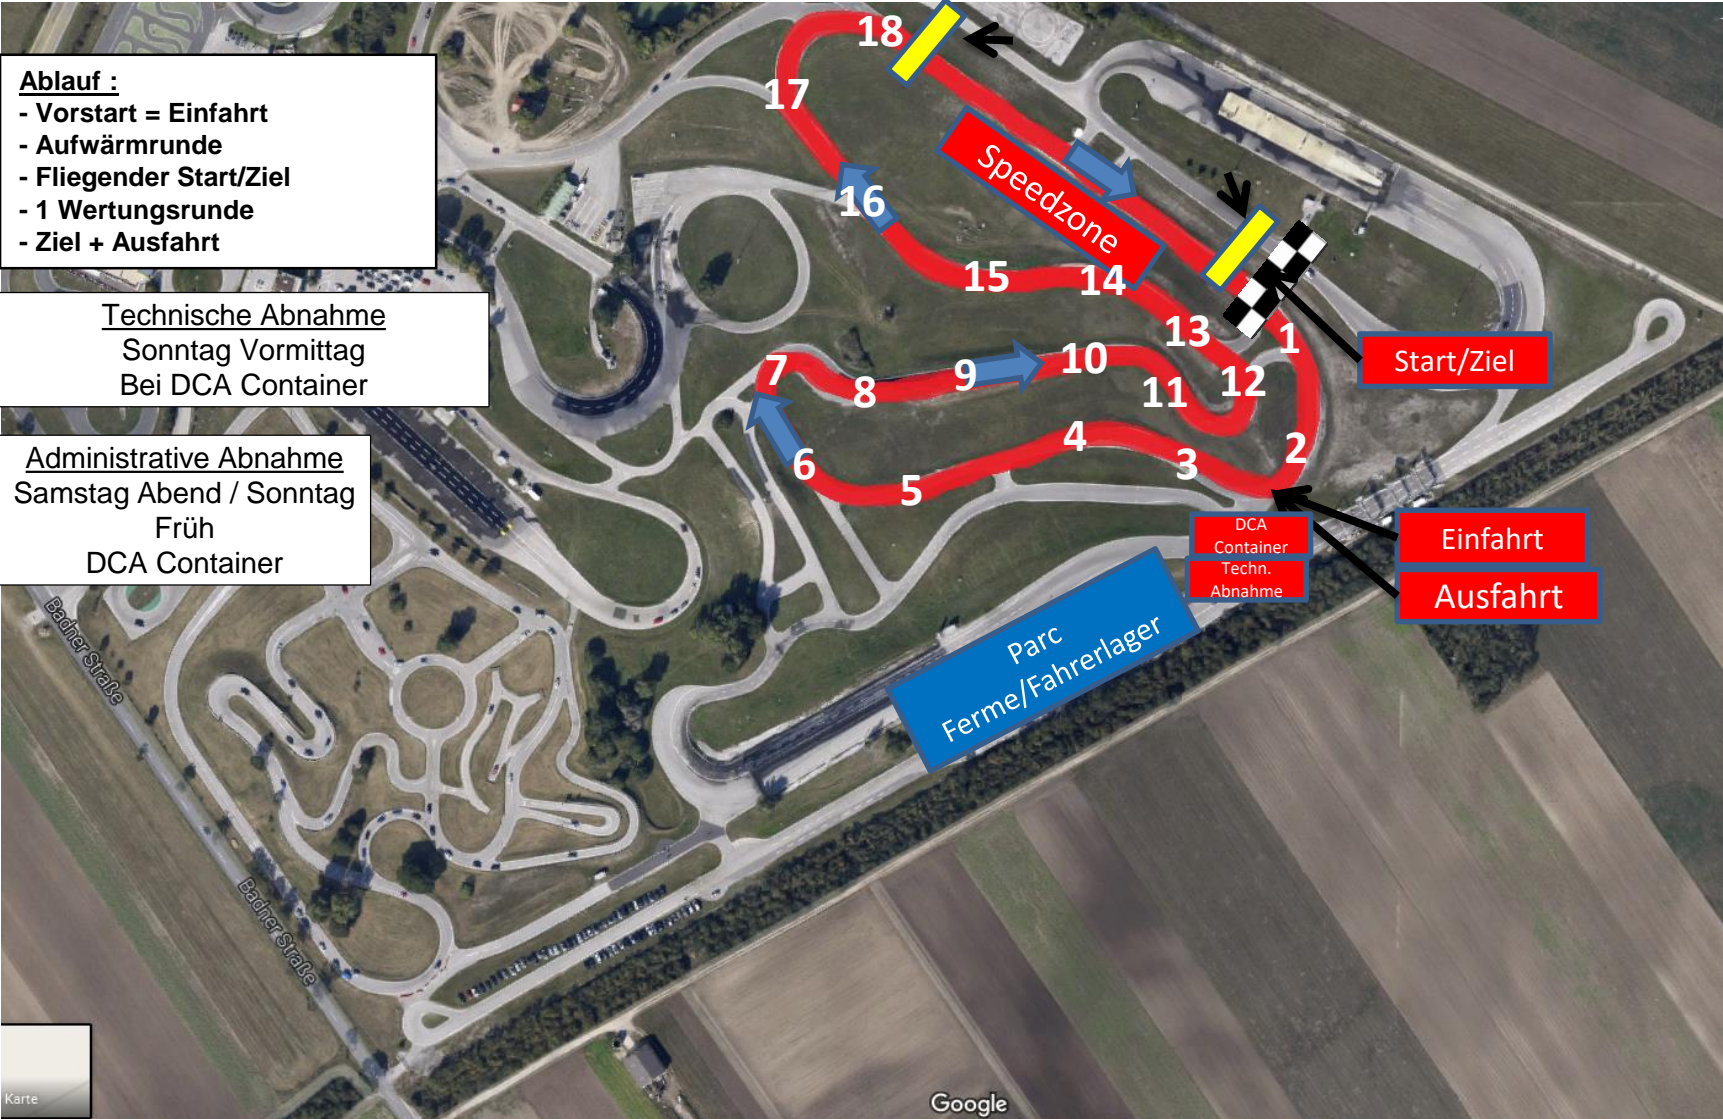 Ablauf :
- Vorstart = Einfahrt
- Aufwärmrunde
- Fliegender Start/Ziel
- 1 Wertungsrunde
- Ziel + Ausfahrt
Technische Abnahme
Sonntag Vormittag
Bei DCA Container
Administrative Abnahme
Samstag Abend / Sonntag
Früh
DCA Container
18
17
16
15
14
13
12
11
10
9
8
7
6
5
4
3
2
1
Speedzone
Start/Ziel
Einfahrt
Ausfahrt
DCA
Container
Techn.
Abnahme
Parc
Ferme/Fahrerlager
Badner Straße
Badner Straße
Karte
Google